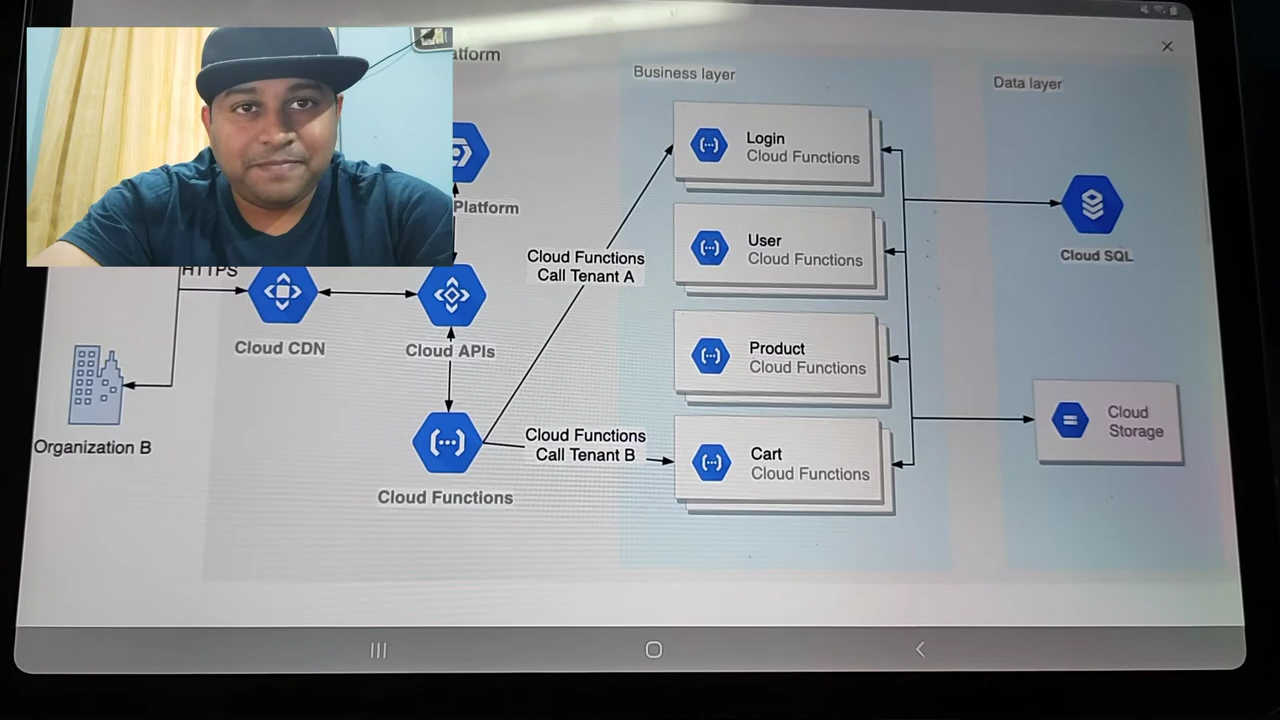 atform
Business layer
Data layer
Login
Cloud Functions
Platform
User
Cloud Functions
Cloud Functions
Call Tenant A
Cloud SQL
HTTPS
Cloud CDN
Cloud APIs
Product
Cloud Functions
Organization B
Cloud Functions
Call Tenant B
Cart
Cloud Functions
Cloud
Storage
Cloud Functions